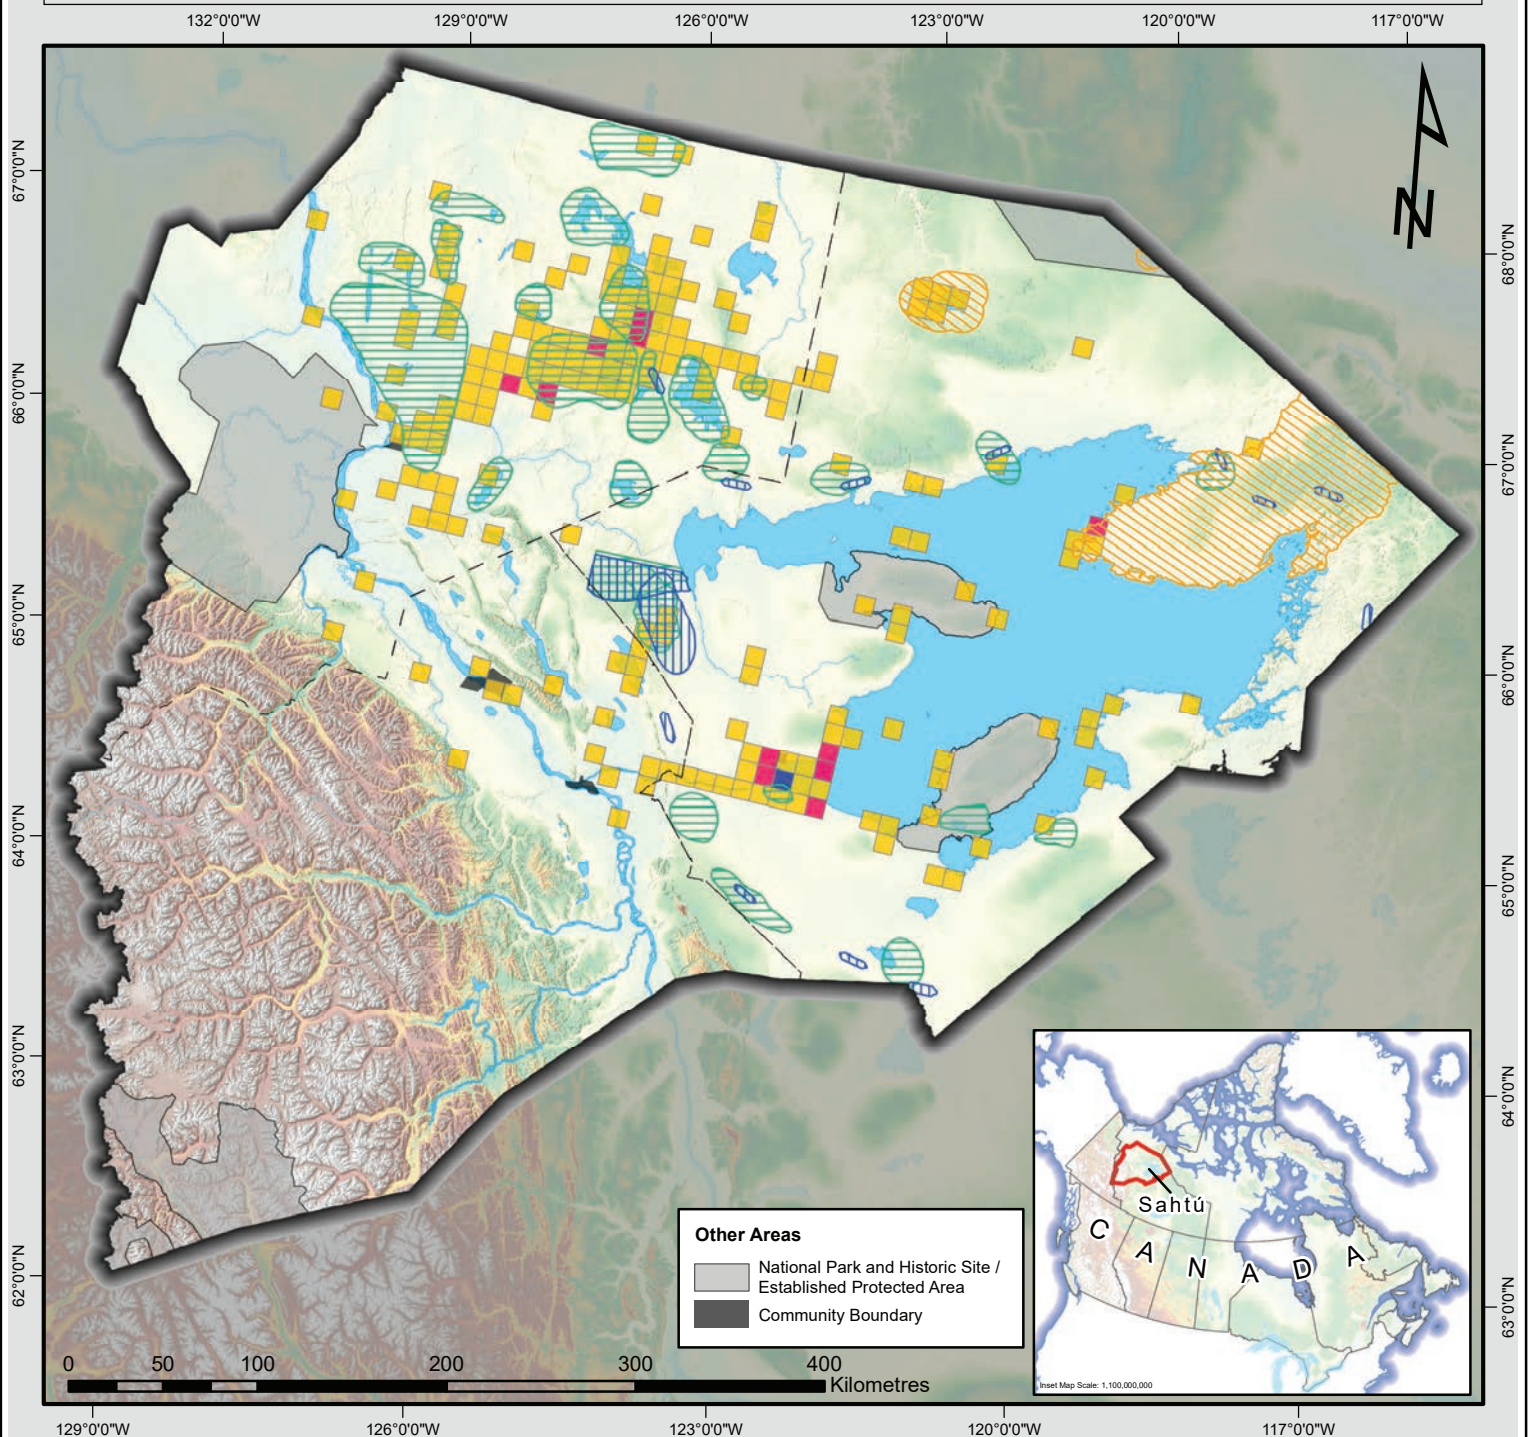 132°0'0"W 129°0'0"W 126°0'0"W 123°0'0"W 120°0'0"W 117°0'0"W
67°0'0"N
66°0'0"N
65°0'0"N
64°0'0"N
63°0'0"N
62°0'0"N
68°0'0"N
67°0'0"N
66°0'0"N
65°0'0"N
64°0'0"N
63°0'0"N
N
Other Areas
National Park and Historic Site /
Established Protected Area
Community Boundary
0 50 100 200 300 400
Kilometres
Sahtú
CANADA
Inset Map Scale: 1,100,000,000
129°0'0"W 126°0'0"W 123°0'0"W 120°0'0"W 117°0'0"W